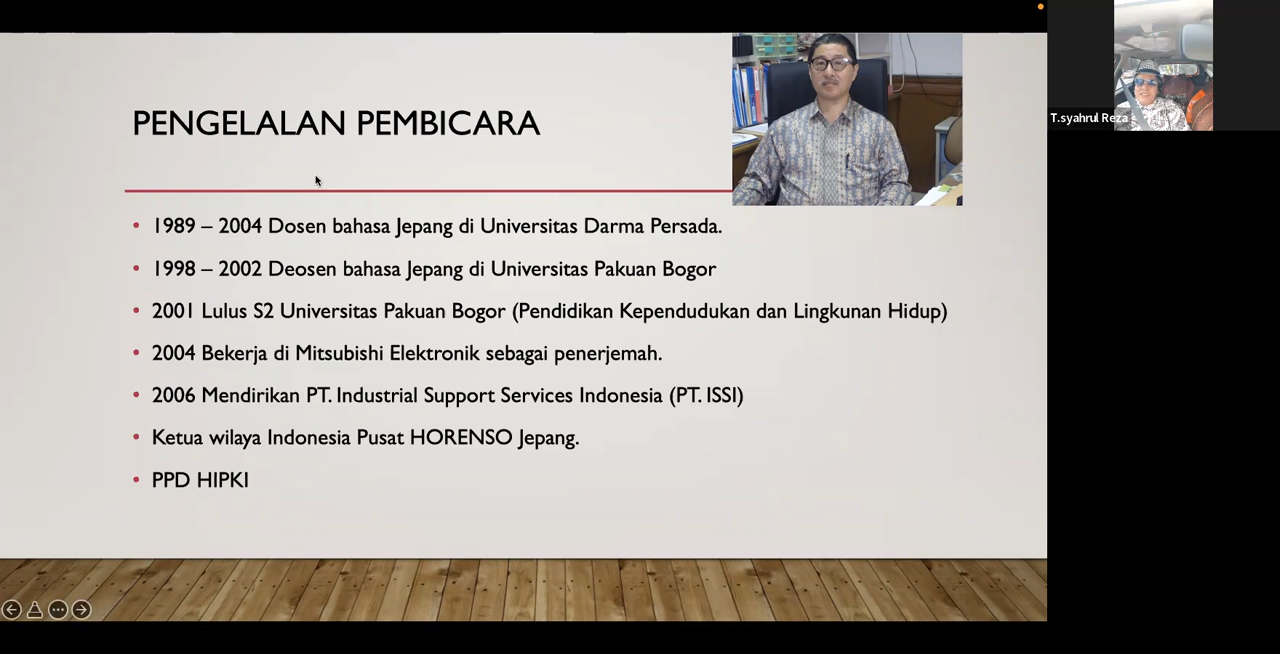 PENGELALAN PEMBICARA
• 1989 – 2004 Dosen bahasa Jepang di Universitas Darma Persada.
• 1998 – 2002 Deosen bahasa Jepang di Universitas Pakuan Bogor
• 2001 Lulus S2 Universitas Pakuan Bogor (Pendidikan Kependudukan dan Lingkunan Hidup)
• 2004 Bekerja di Mitsubishi Elektronik sebagai penerjemah.
• 2006 Mendirikan PT. Industrial Support Services Indonesia (PT. ISSI)
• Ketua wilaya Indonesia Pusat HORENSO Jepang.
• PPD HIPKI
T.syahrul Reza